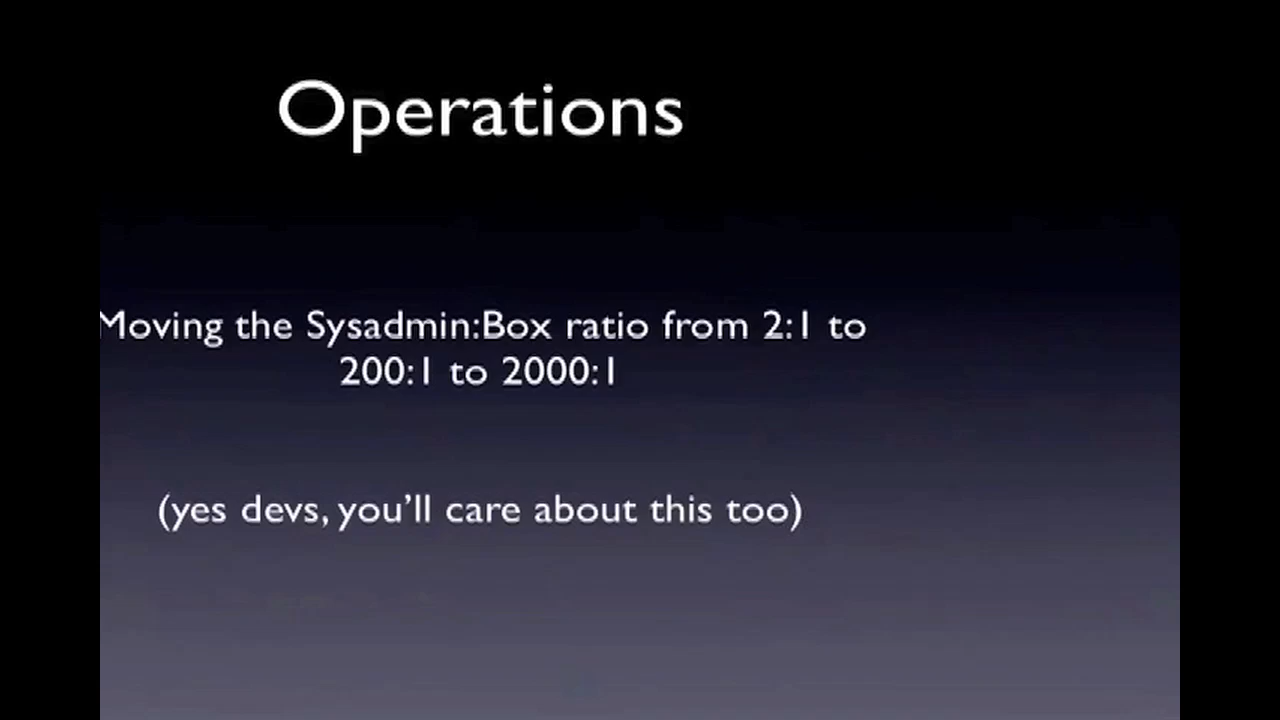 Operations
Moving the Sysadmin:Box ratio from 2:1 to
200:1 to 2000:1
(yes devs, you'll care about this too)